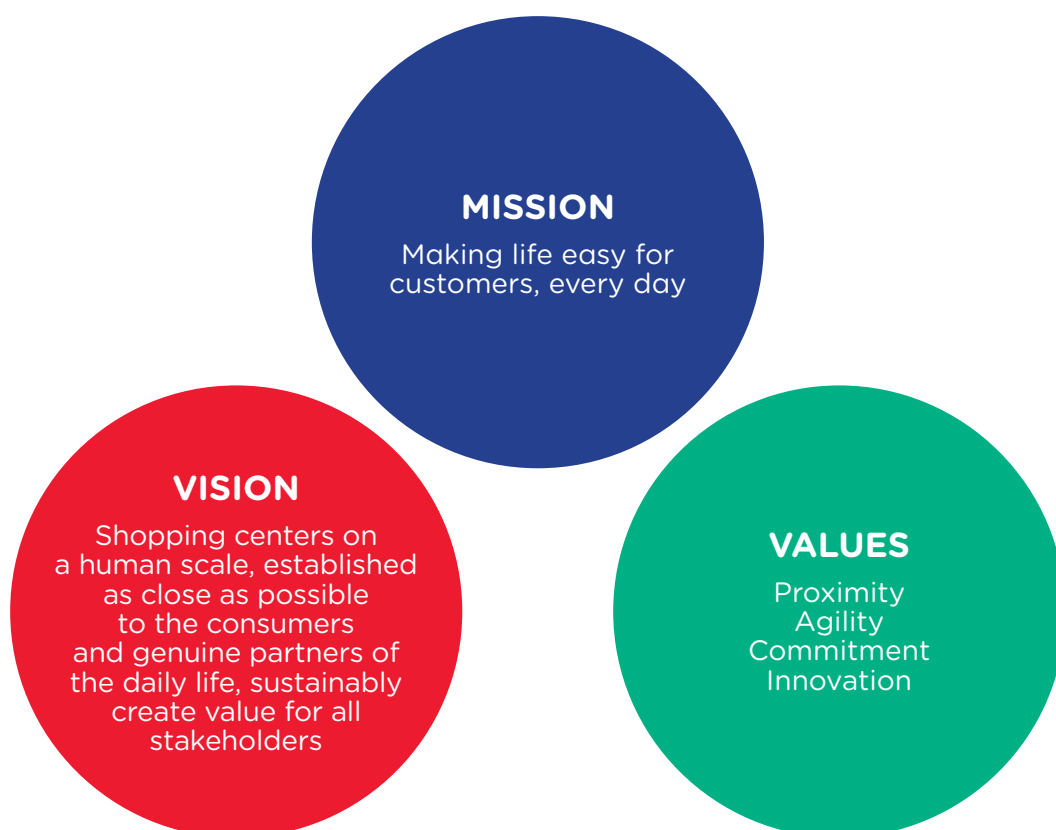 MISSION
Making life easy for
customers, every day
VISION
Shopping centers on
a human scale, established
as close as possible
to the consumers
and genuine partners of
the daily life, sustainably
create value for all
stakeholders
VALUES
Proximity
Agility
Commitment
Innovation